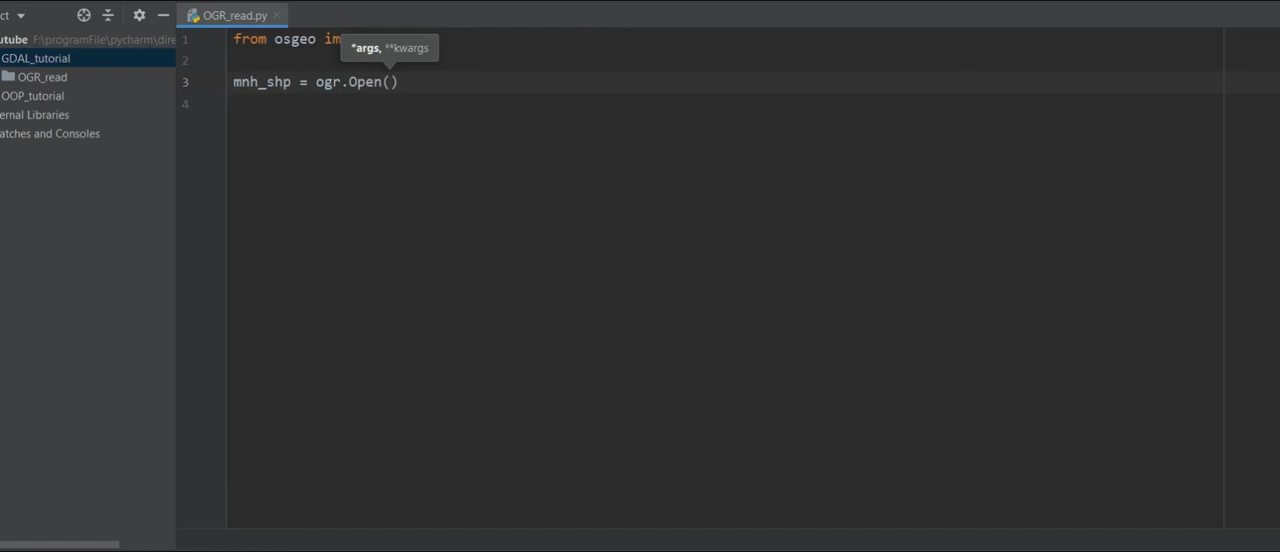 ct
OGR_read.py
utube F:\programFile\pycharm\dire
GDAL_tutorial
OGR_read
OOP_tutorial
ernal Libraries
atches and Consoles
*args, **kwargs
1 from osgeo im
2
3 mnh_shp = ogr.Open()
4